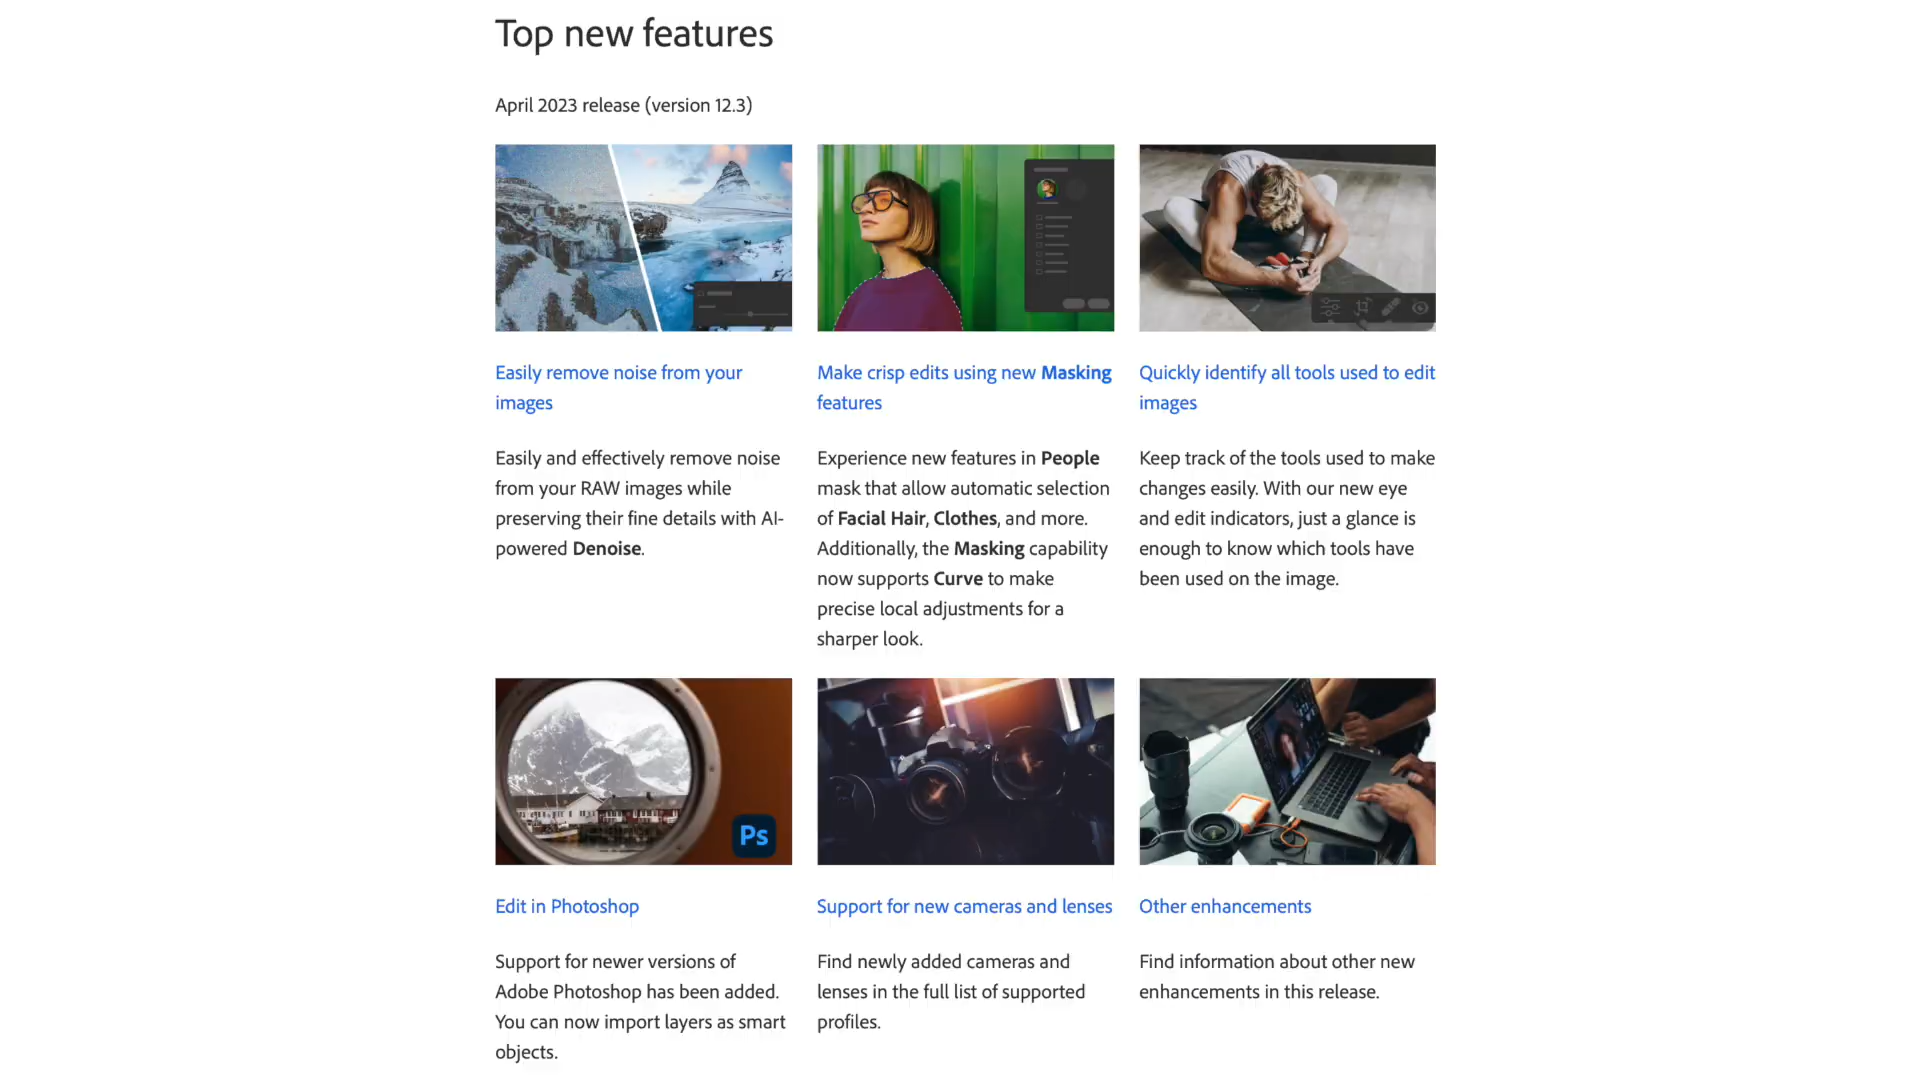 Top new features
April 2023 release (version 12.3)
Easily remove noise from your
images
Easily and effectively remove noise
from your RAW images while
preserving their fine details with AI-
powered Denoise.
Make crisp edits using new Masking
features
Experience new features in People
mask that allow automatic selection
of Facial Hair, Clothes, and more.
Additionally, the Masking capability
now supports Curve to make
precise local adjustments for a
sharper look.
Quickly identify all tools used to edit
images
Keep track of the tools used to make
changes easily. With our new eye
and edit indicators, just a glance is
enough to know which tools have
been used on the image.
Ps
Edit in Photoshop
Support for newer versions of
Adobe Photoshop has been added.
You can now import layers as smart
objects.
Support for new cameras and lenses
Find newly added cameras and
lenses in the full list of supported
profiles.
Other enhancements
Find information about other new
enhancements in this release.